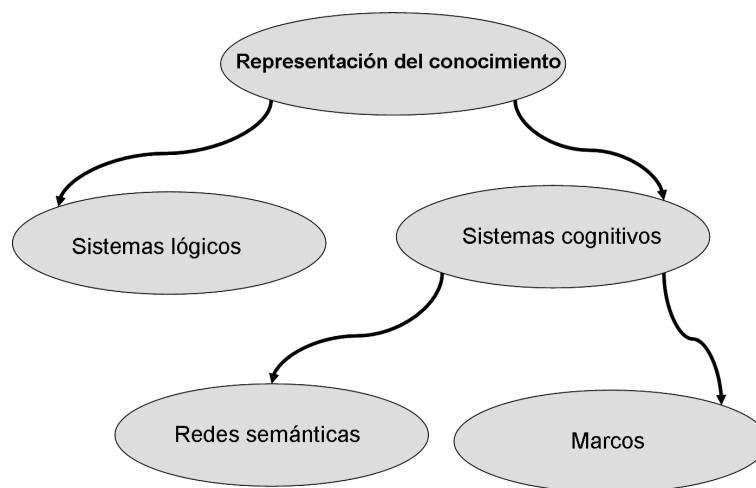 Representación del conocimiento
Sistemas lógicos
Sistemas cognitivos
Redes semánticas
Marcos